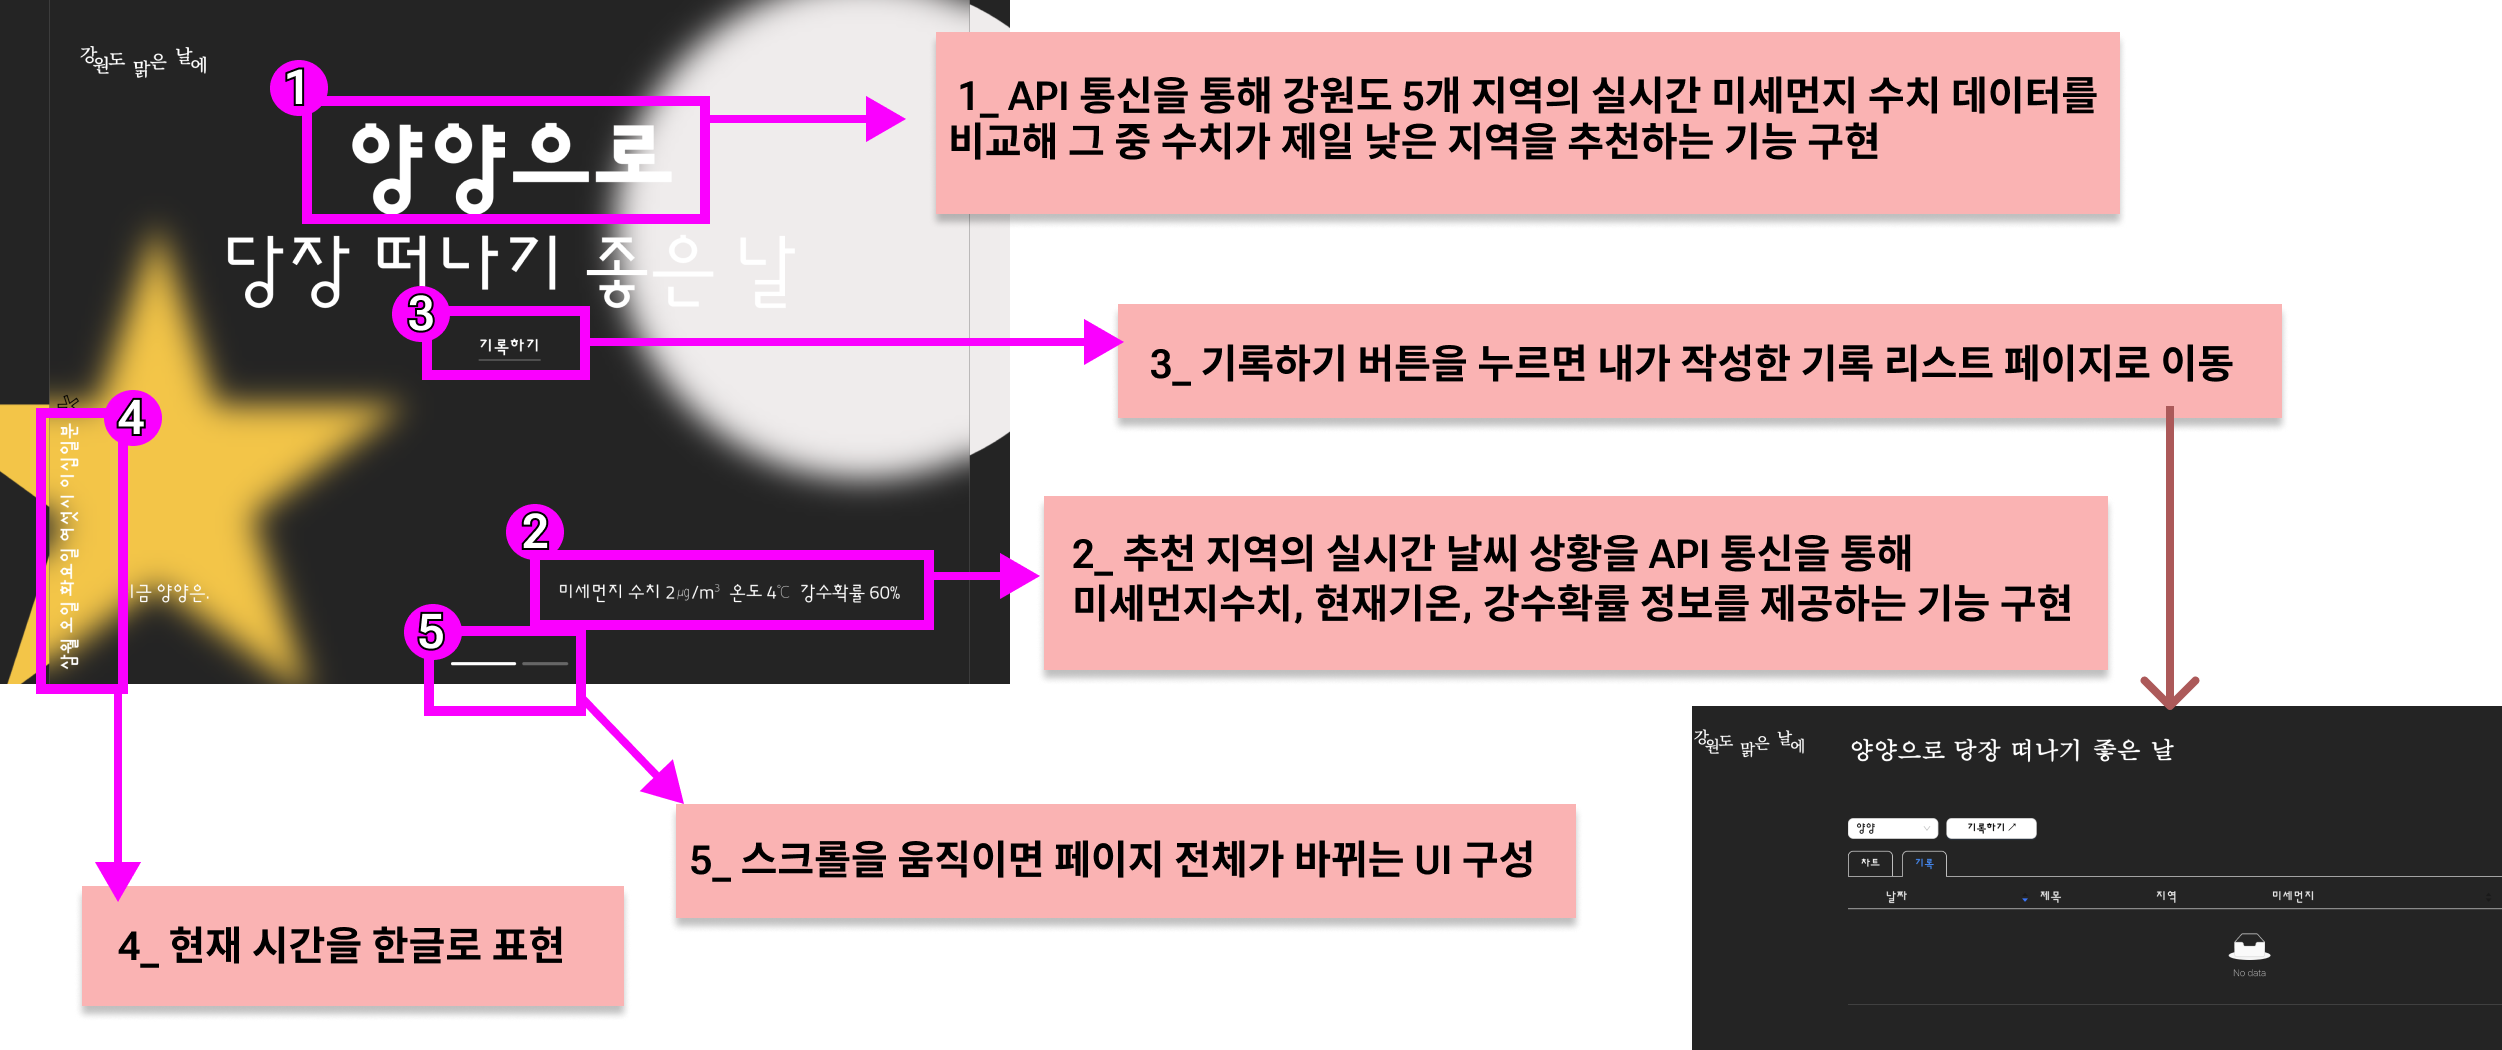 강원도 맑은 날에
1
양양으로
당장 떠나기 좋은 날
3
기록하기
4
삼월 오일 화요일 여섯시 이십일분
지금 양양은.
2
미세먼지 수치 2㎍/m³ 온도 4℃ 강수확률 60%
5
1_ API 통신을 통해 강원도 5개 지역의 실시간 미세먼지 수치 데이터를
비교해 그 중 수치가 제일 낮은 지역을 추천하는 기능 구현
3_ 기록하기 버튼을 누르면 내가 작성한 기록 리스트 페이지로 이동
2_ 추천 지역의 실시간 날씨 상황을 API 통신을 통해
미세먼지수치, 현재기온, 강수확률 정보를 제공하는 기능 구현
5_ 스크롤을 움직이면 페이지 전체가 바뀌는 UI 구성
4_ 현재 시간을 한글로 표현
강원도 맑은 날에
양양으로 당장 떠나기 좋은 날
양양
기록하기 ↗
차트
기록
날짜 제목 지역 미세먼지
No data